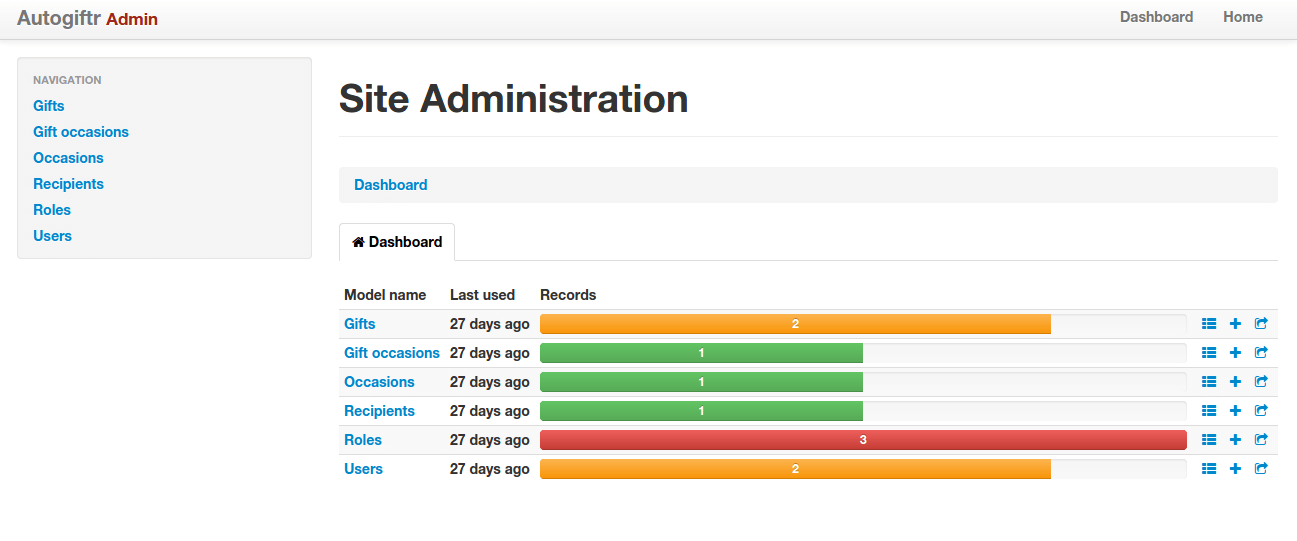 Autogiftr Admin
Dashboard Home
NAVIGATION
Gifts
Gift occasions
Occasions
Recipients
Roles
Users
Site Administration
Dashboard
Dashboard
Model name Last used Records
Gifts 27 days ago 2
Gift occasions 27 days ago 1
Occasions 27 days ago 1
Recipients 27 days ago 1
Roles 27 days ago 3
Users 27 days ago 2